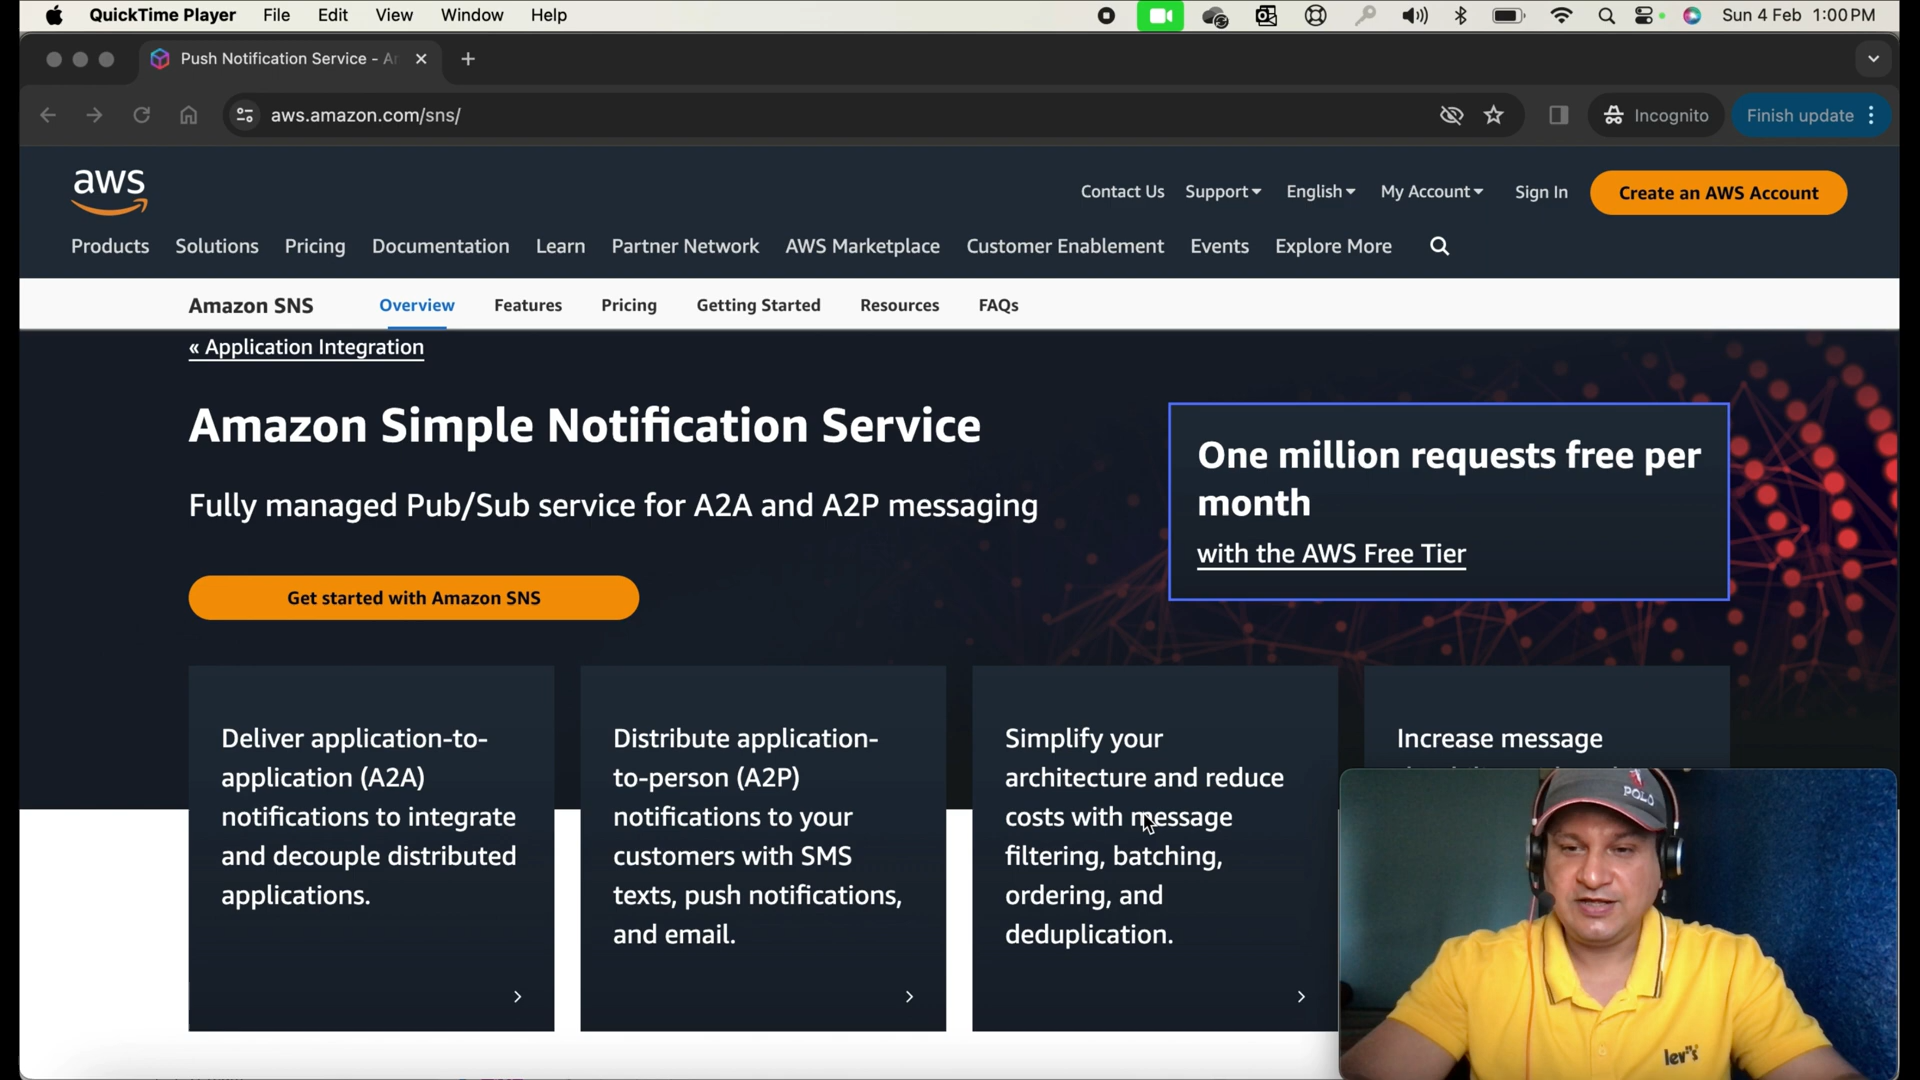 QuickTime Player File Edit View Window Help Sun 4 Feb 1:00 PM
Push Notification Service -
aws.amazon.com/sns/ Incognito Finish update
aws
Contact Us Support English My Account Sign In Create an AWS Account
Products Solutions Pricing Documentation Learn Partner Network AWS Marketplace Customer Enablement Events Explore More
Amazon SNS Overview Features Pricing Getting Started Resources FAQs
« Application Integration
Amazon Simple Notification Service
Fully managed Pub/Sub service for A2A and A2P messaging
Get started with Amazon SNS
One million requests free per
month
with the AWS Free Tier
Deliver application-to-
application (A2A)
notifications to integrate
and decouple distributed
applications.
Distribute application-
to-person (A2P)
notifications to your
customers with SMS
texts, push notifications,
and email.
Simplify your
architecture and reduce
costs with message
filtering, batching,
ordering, and
deduplication.
Increase message
POLO
levi's